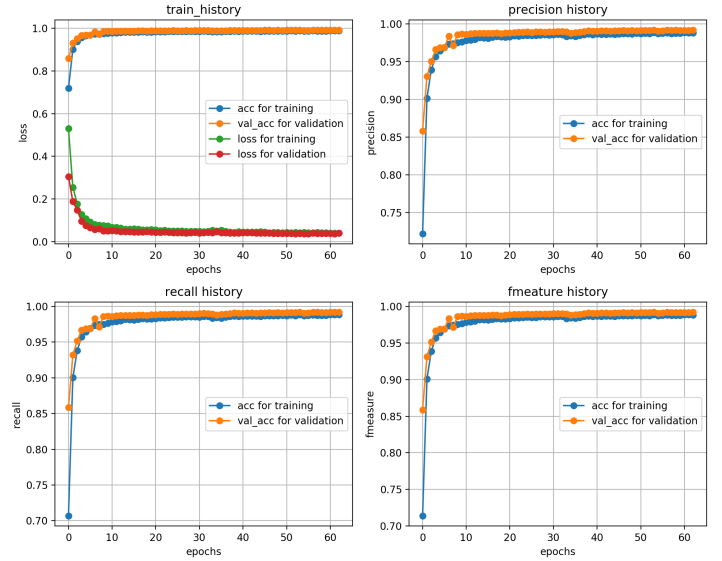 train_history
1.0
0.8
0.6
0.4
0.2
0.0
loss
acc for training
val_acc for validation
loss for training
loss for validation
0 10 20 30 40 50 60
epochs
precision history
1.00
0.95
0.90
0.85
0.80
0.75
precision
acc for training
val_acc for validation
0 10 20 30 40 50 60
epochs
recall history
1.00
0.95
0.90
0.85
0.80
0.75
0.70
recall
acc for training
val_acc for validation
0 10 20 30 40 50 60
epochs
fmeature history
1.00
0.95
0.90
0.85
0.80
0.75
0.70
fmeasure
acc for training
val_acc for validation
0 10 20 30 40 50 60
epochs